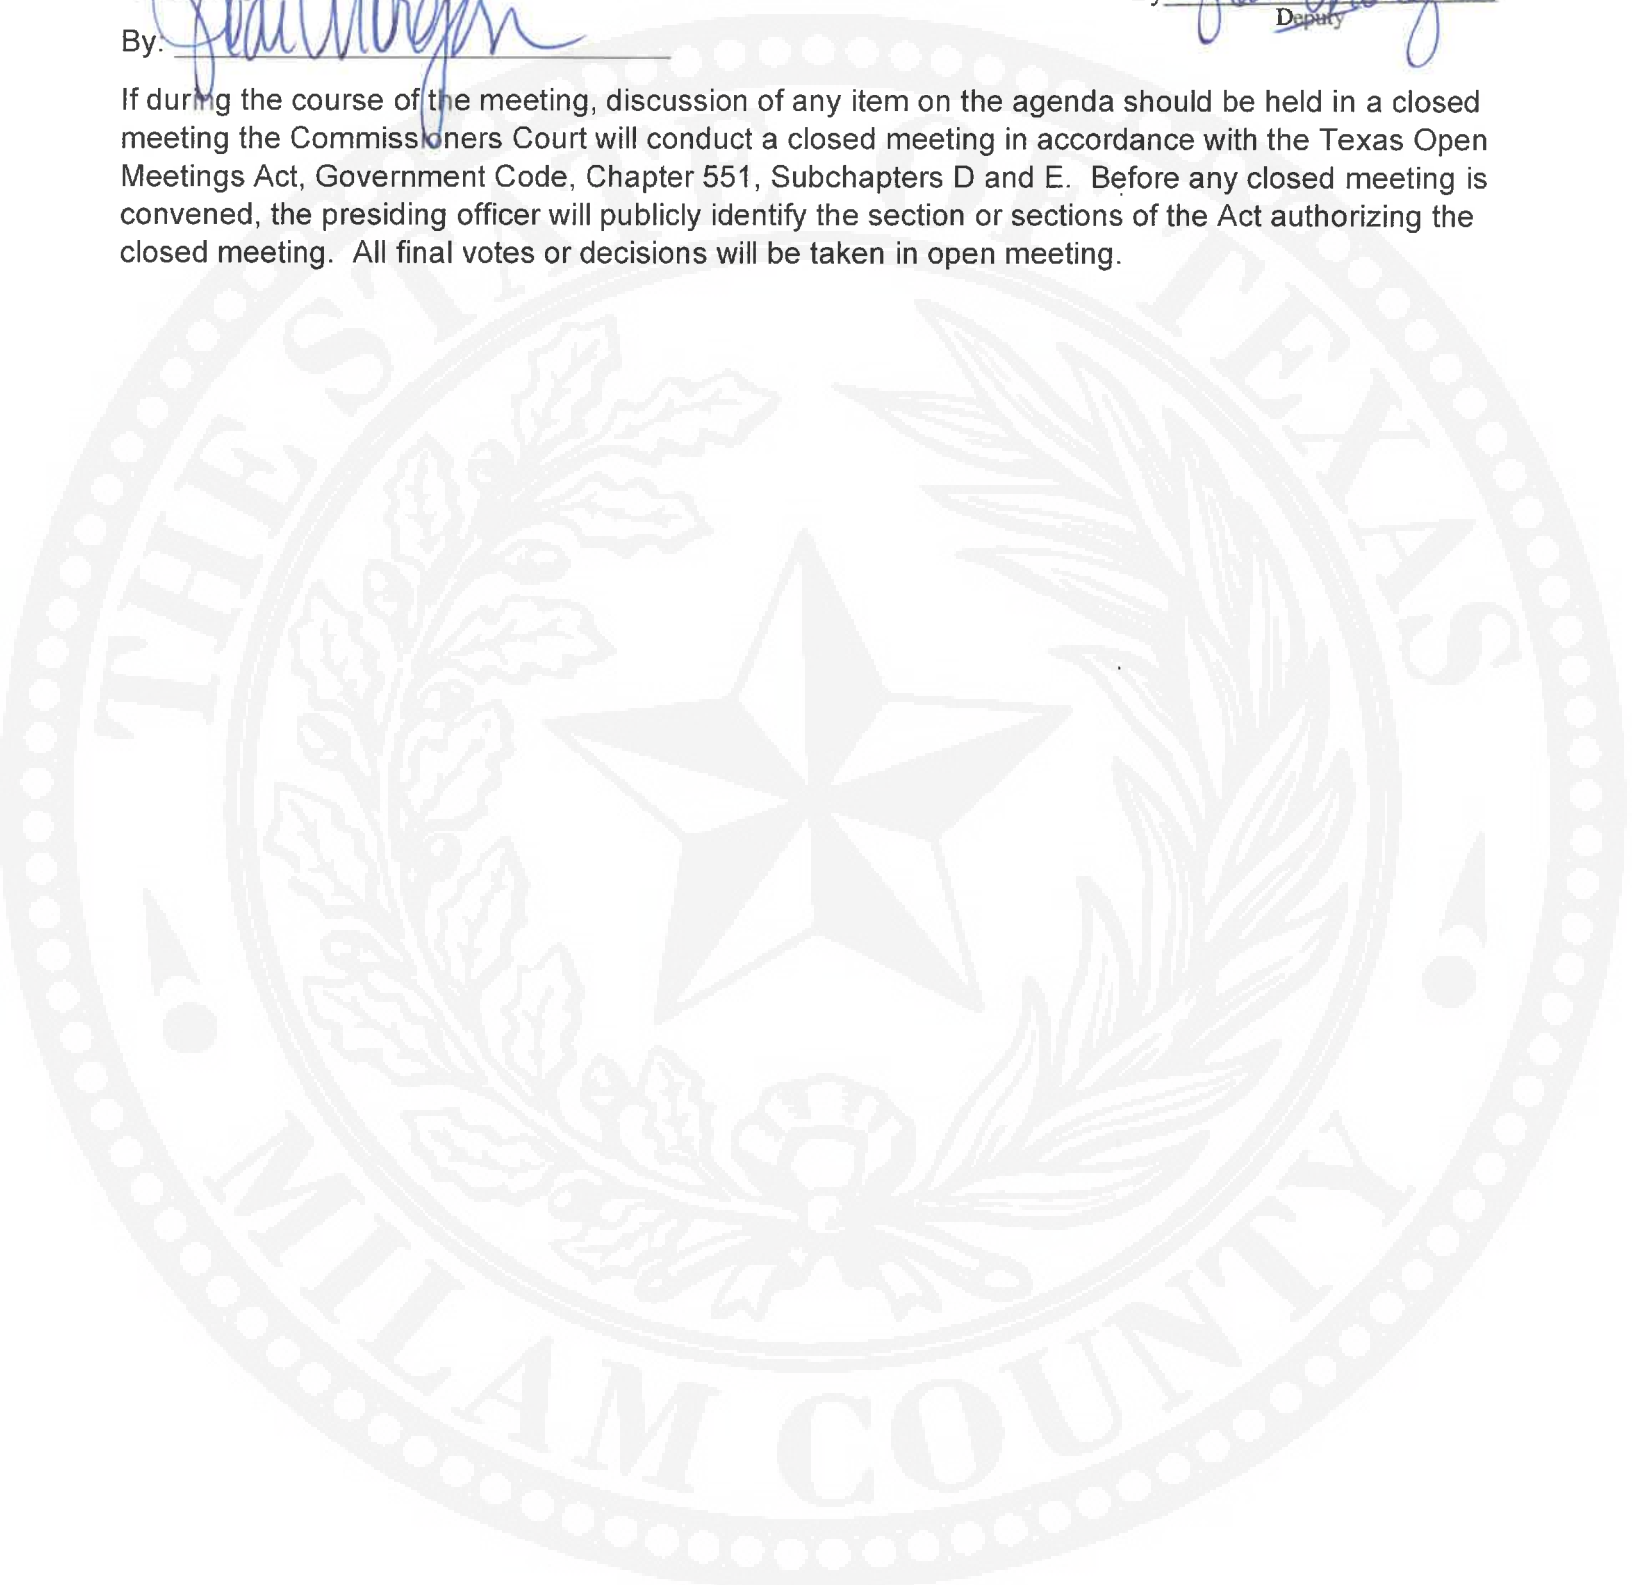 By:
Deputy
If during the course of the meeting, discussion of any item on the agenda should be held in a closed
meeting the Commissioners Court will conduct a closed meeting in accordance with the Texas Open
Meetings Act, Government Code, Chapter 551, Subchapters D and E. Before any closed meeting is
convened, the presiding officer will publicly identify the section or sections of the Act authorizing the
closed meeting. All final votes or decisions will be taken in open meeting.
THE STATE OF TEXAS
MILAM COUNTY